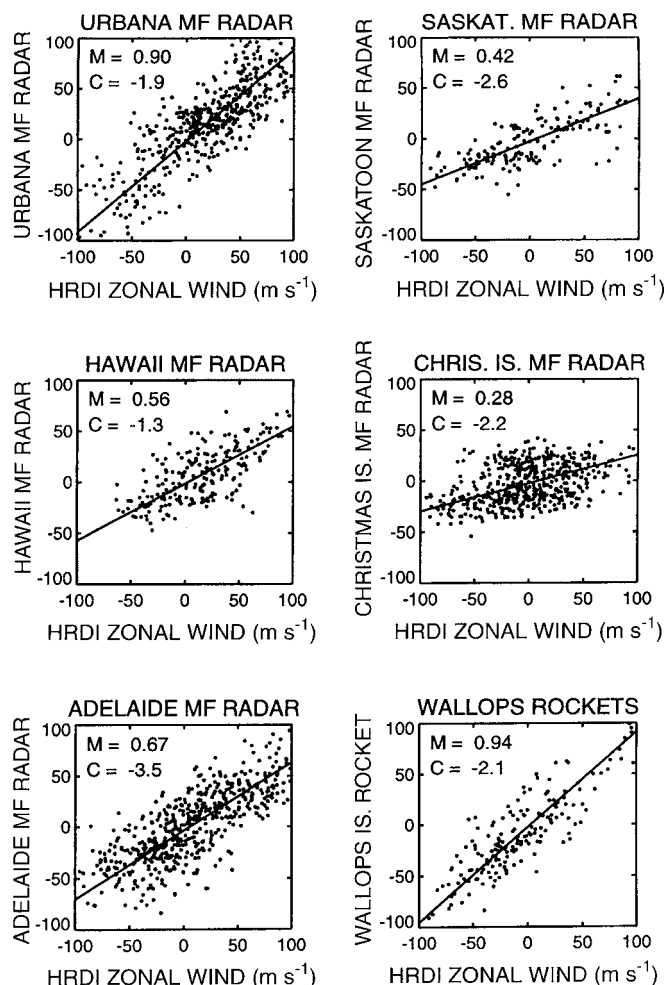 URBANA MF RADAR
M = 0.90
C = -1.9
100
50
0
-50
-100
URBANA MF RADAR
-100 -50 0 50 100
HRDI ZONAL WIND (m s⁻¹)
SASKAT. MF RADAR
M = 0.42
C = -2.6
100
50
0
-50
-100
SASKATOON MF RADAR
-100 -50 0 50 100
HRDI ZONAL WIND (m s⁻¹)
HAWAII MF RADAR
M = 0.56
C = -1.3
100
50
0
-50
-100
HAWAII MF RADAR
-100 -50 0 50 100
HRDI ZONAL WIND (m s⁻¹)
CHRIS. IS. MF RADAR
M = 0.28
C = -2.2
100
50
0
-50
-100
CHRISTMAS IS. MF RADAR
-100 -50 0 50 100
HRDI ZONAL WIND (m s⁻¹)
ADELAIDE MF RADAR
M = 0.67
C = -3.5
100
50
0
-50
-100
ADELAIDE MF RADAR
-100 -50 0 50 100
HRDI ZONAL WIND (m s⁻¹)
WALLOPS ROCKETS
M = 0.94
C = -2.1
100
50
0
-50
-100
WALLOPS IS. ROCKET
-100 -50 0 50 100
HRDI ZONAL WIND (m s⁻¹)